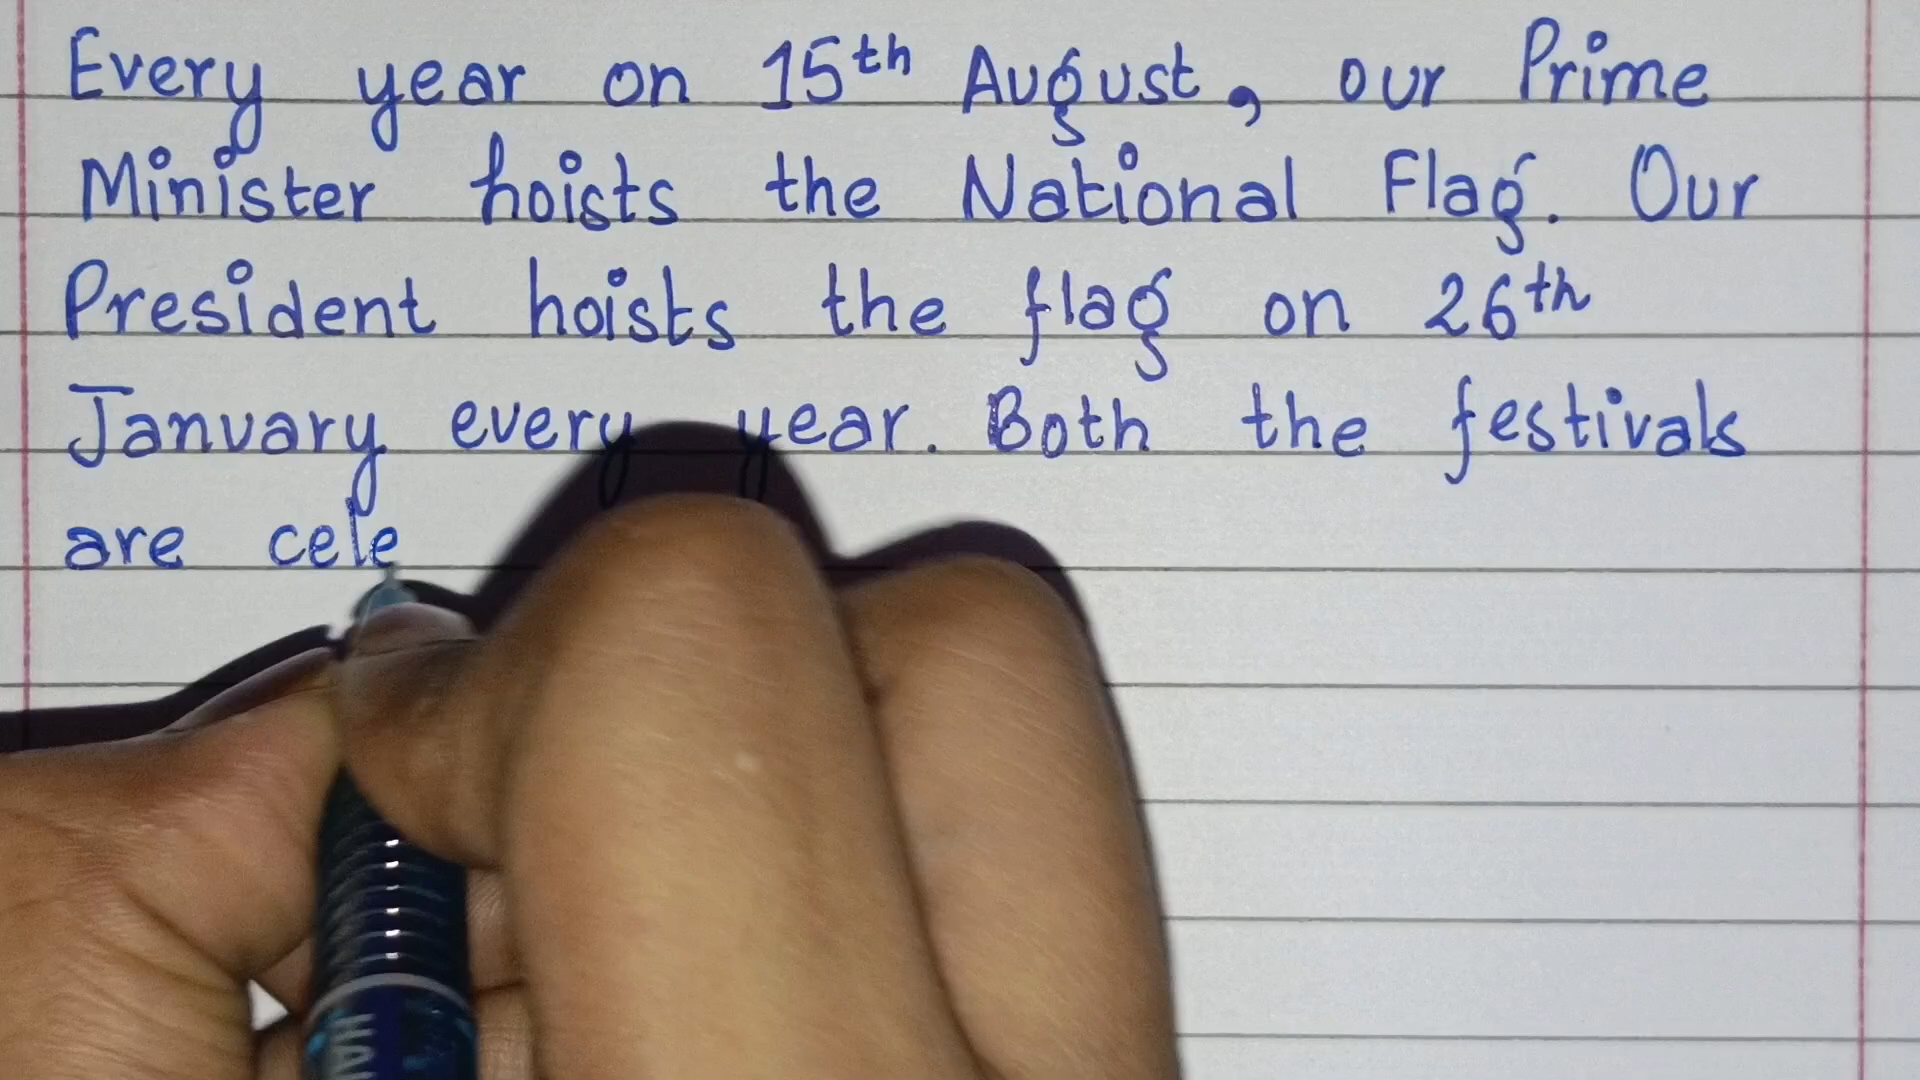 Every year on 15th August, our Prime
Minister hoists the National Flag. Our
President hoists the flag on 26th
January every year. Both the festivals
are cele